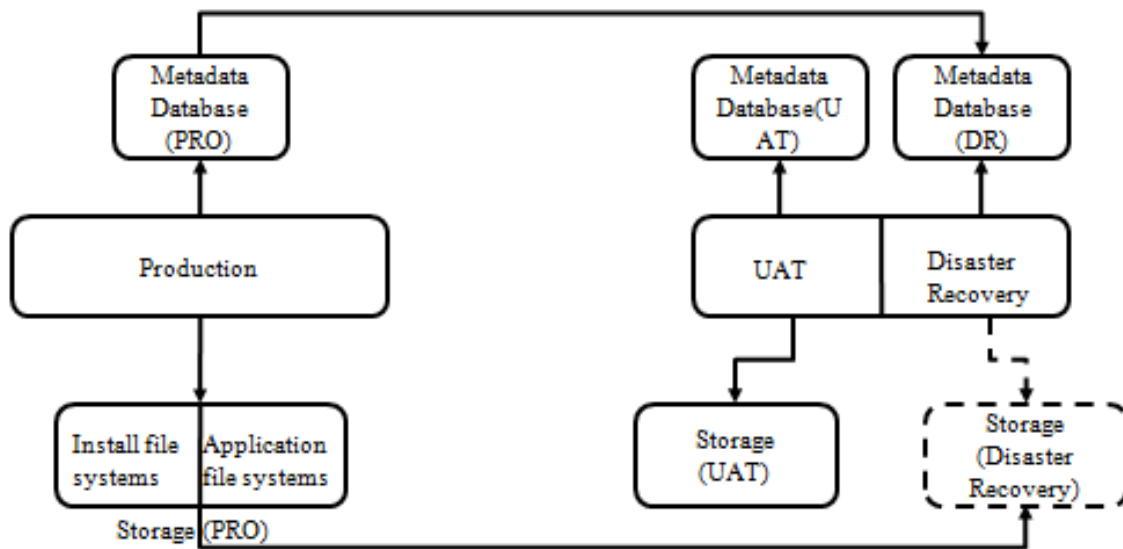 Metadata
Database
(PRO)
Metadata
Database(U
AT)
Metadata
Database
(DR)
Production
UAT
Disaster
Recovery
Install file
systems
Application
file systems
Storage (PRO)
Storage
(UAT)
Storage
(Disaster
Recovery)